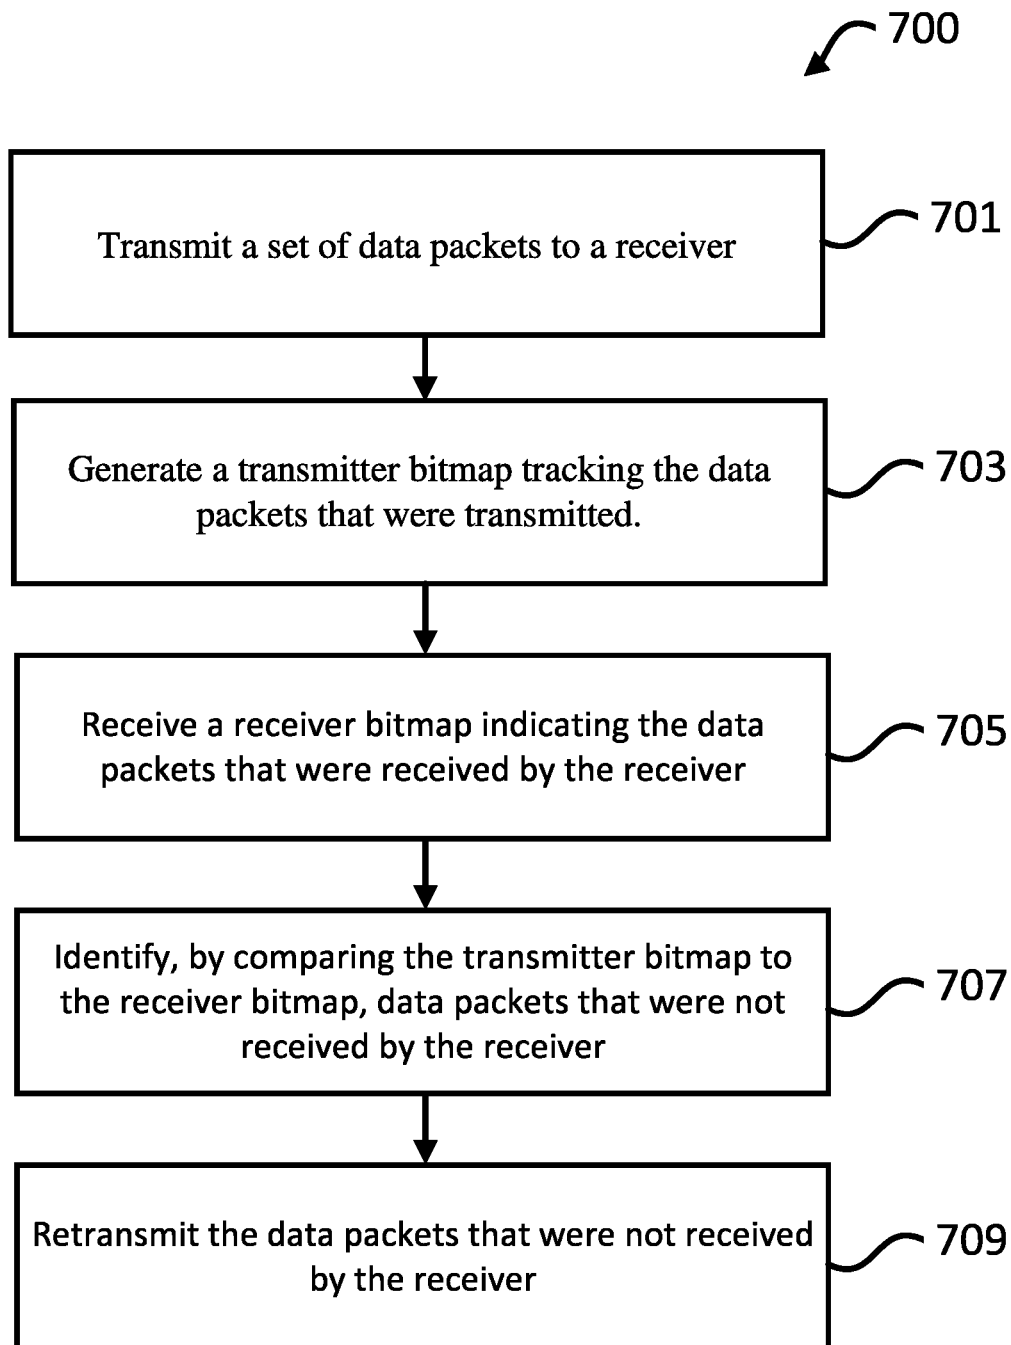 700
Transmit a set of data packets to a receiver
701
Generate a transmitter bitmap tracking the data
packets that were transmitted.
703
Receive a receiver bitmap indicating the data
packets that were received by the receiver
705
Identify, by comparing the transmitter bitmap to
the receiver bitmap, data packets that were not
received by the receiver
707
Retransmit the data packets that were not received
by the receiver
709